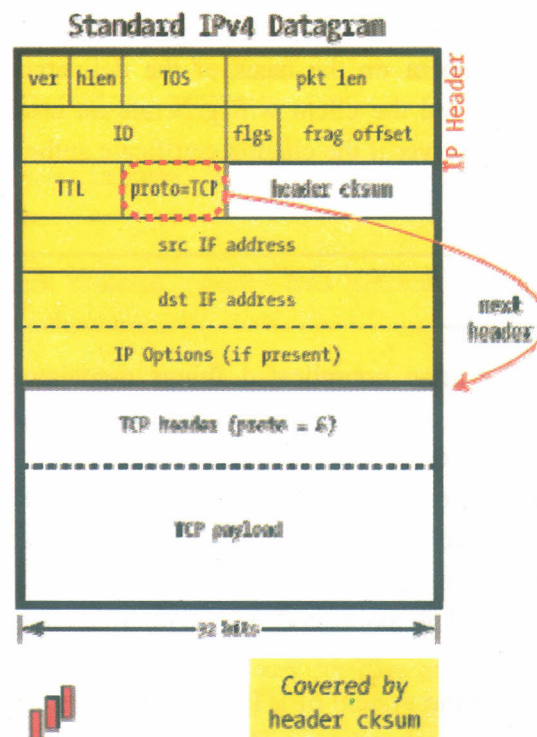 Standard IPv4 Datagram
ver hlen TOS pkt len
ID flgs frag offset
IP Header
TTL proto=TCP header cksum
src IF address
dst IF address
next
header
IP Options (if present)
TCP header (proto = 6)
TCP payload
32 bits
Covered by
header cksum